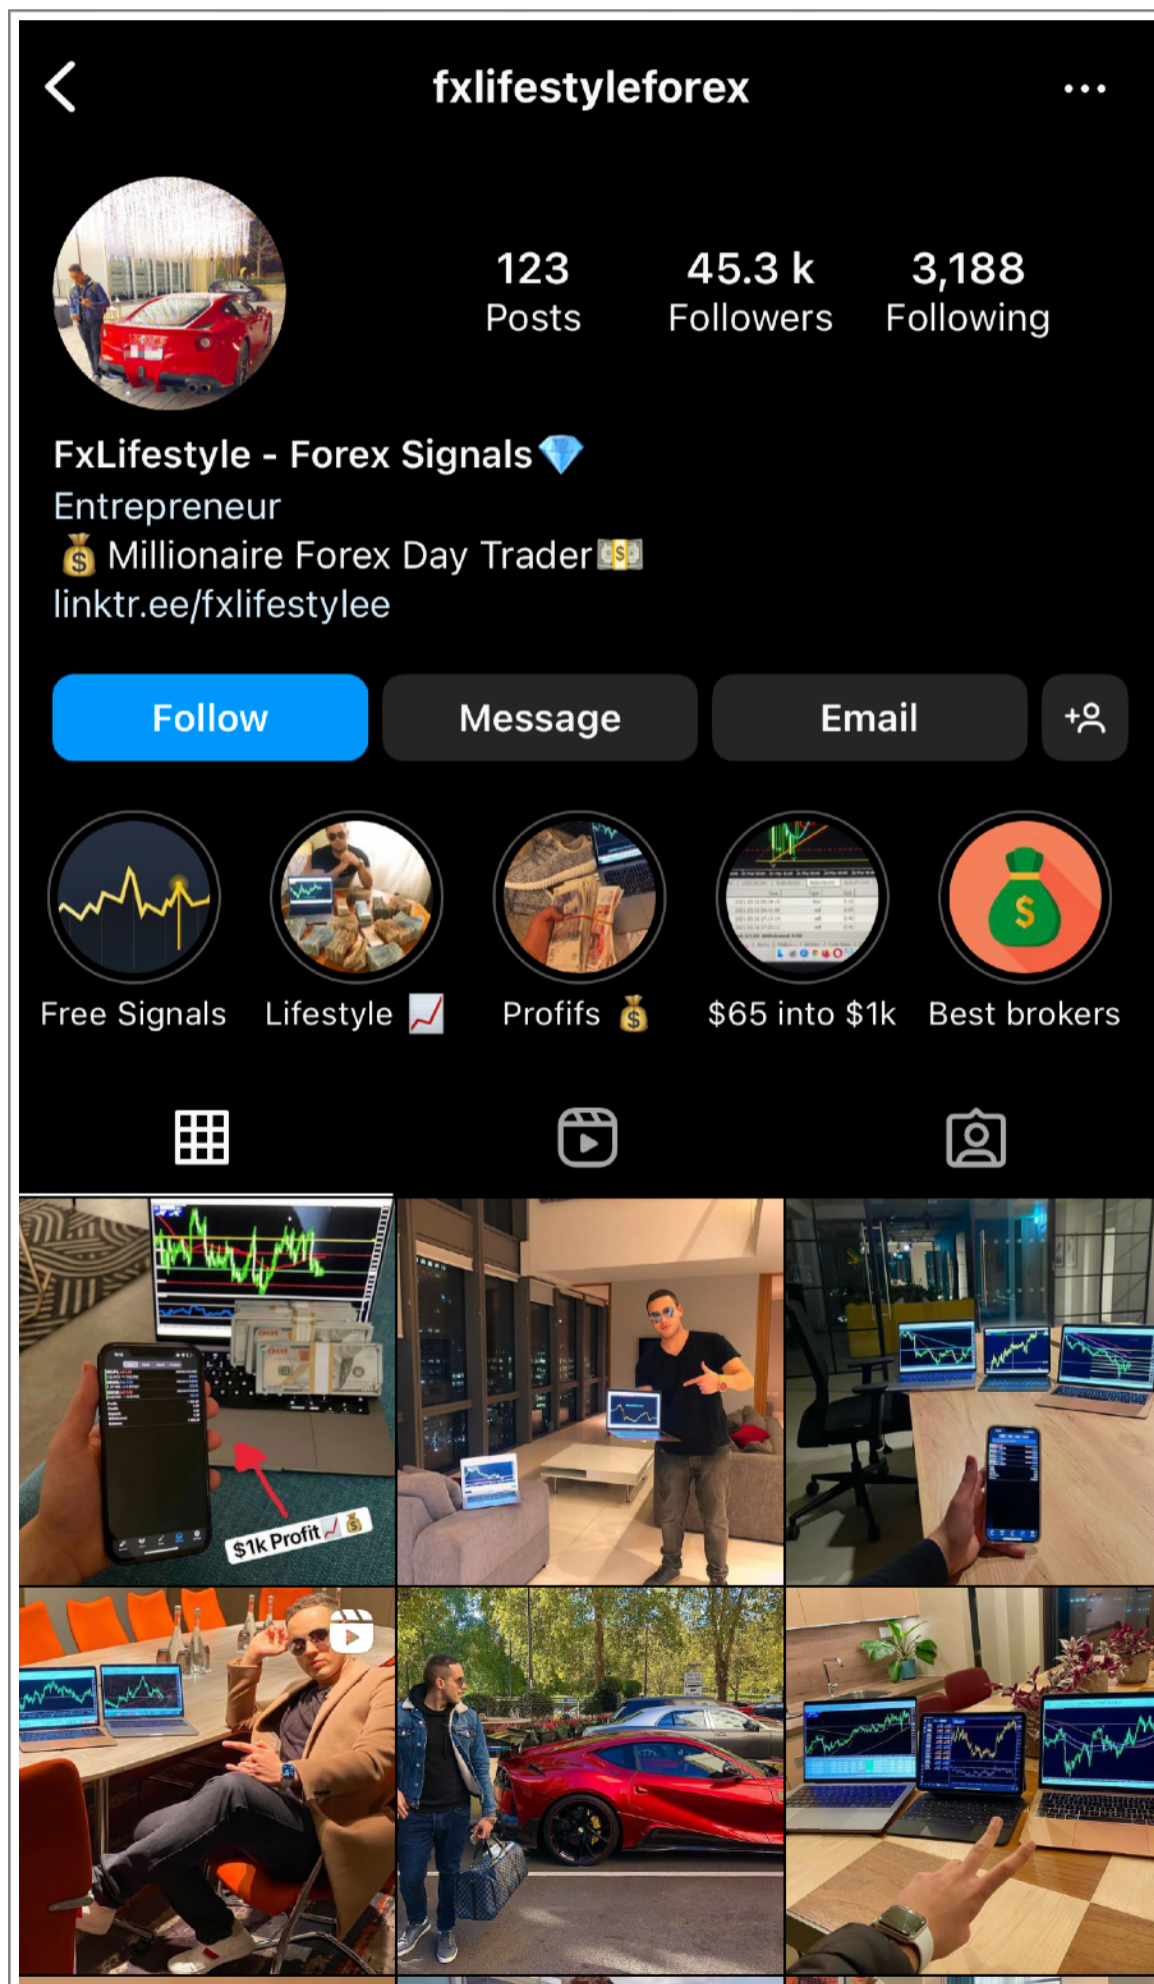 fxlifestyleforex
123
45.3 k
3,188
Posts
Followers
Following
FxLifestyle - Forex Signals💎
Entrepreneur
💰 Millionaire Forex Day Trader 💵
linktr.ee/fxlifestylee
Follow
Message
Email
Free Signals
Lifestyle 📈
Profifs 💰
$65 into $1k
Best brokers
$1k Profit 📈💰